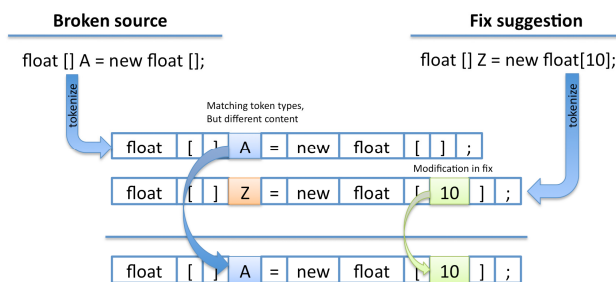 Broken source
Fix suggestion
float [] A = new float [];
float [] Z = new float[10];
tokenize
tokenize
Matching token types,
But different content
float [ ] A = new float [ ] ;
Modification in fix
float [ ] Z = new float [ 10 ] ;
float [ ] A = new float [ 10 ] ;